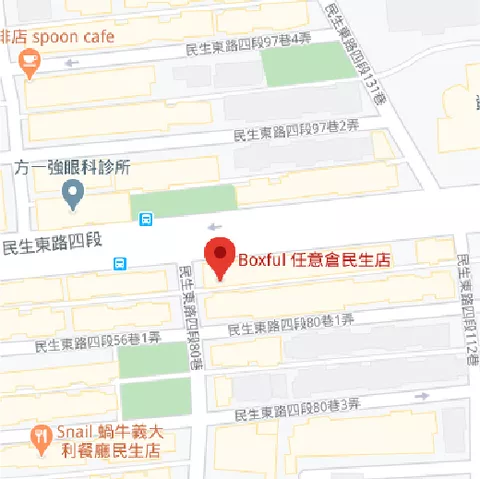 啡店 spoon cafe
民生東路四段97巷4弄
民生東路四段131巷
民生東路四段97巷2弄
方一強眼科診所
民生東路四段
Boxful 任意倉民生店
民生東路四段80巷
民生東路四段80巷1弄
民生東路四段56巷1弄
民生東路四段112巷
民生東路四段80巷3弄
Snail 蝸牛義大
利餐廳民生店